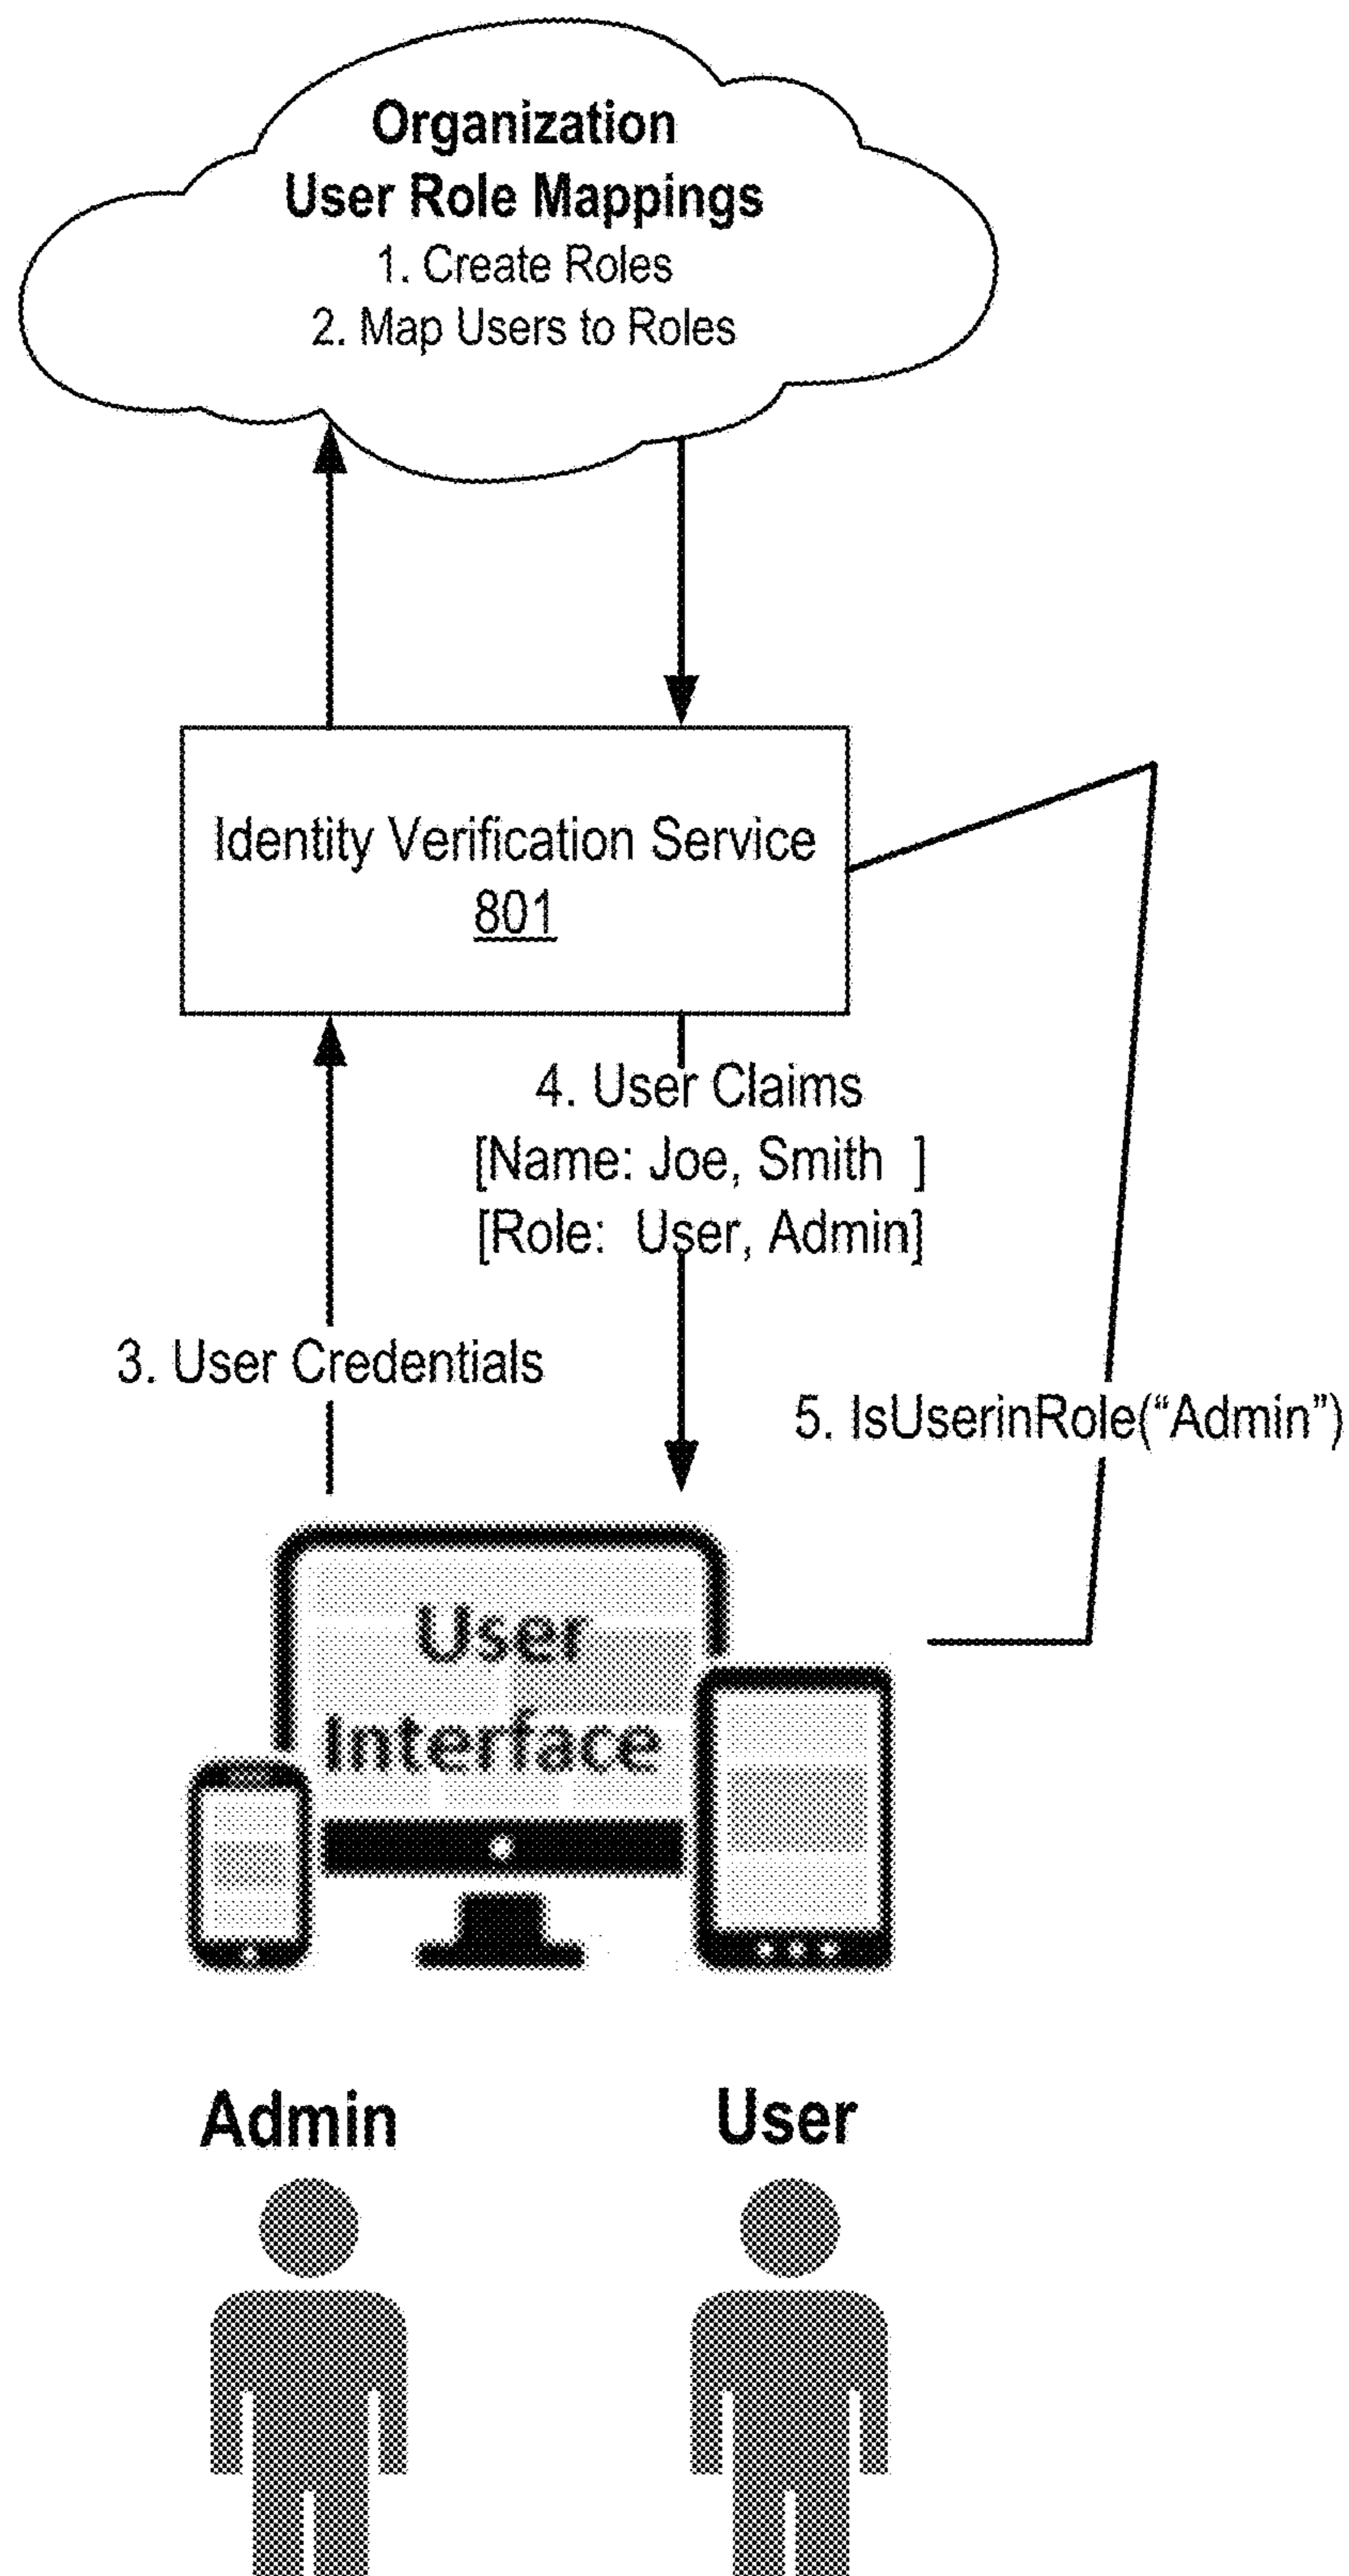 Organization
User Role Mappings
1. Create Roles
2. Map Users to Roles
Identity Verification Service
801
4. User Claims
[Name: Joe, Smith  ]
[Role:  User, Admin]
3. User Credentials
5. IsUserinRole(“Admin”)
User
Interface
Admin
User